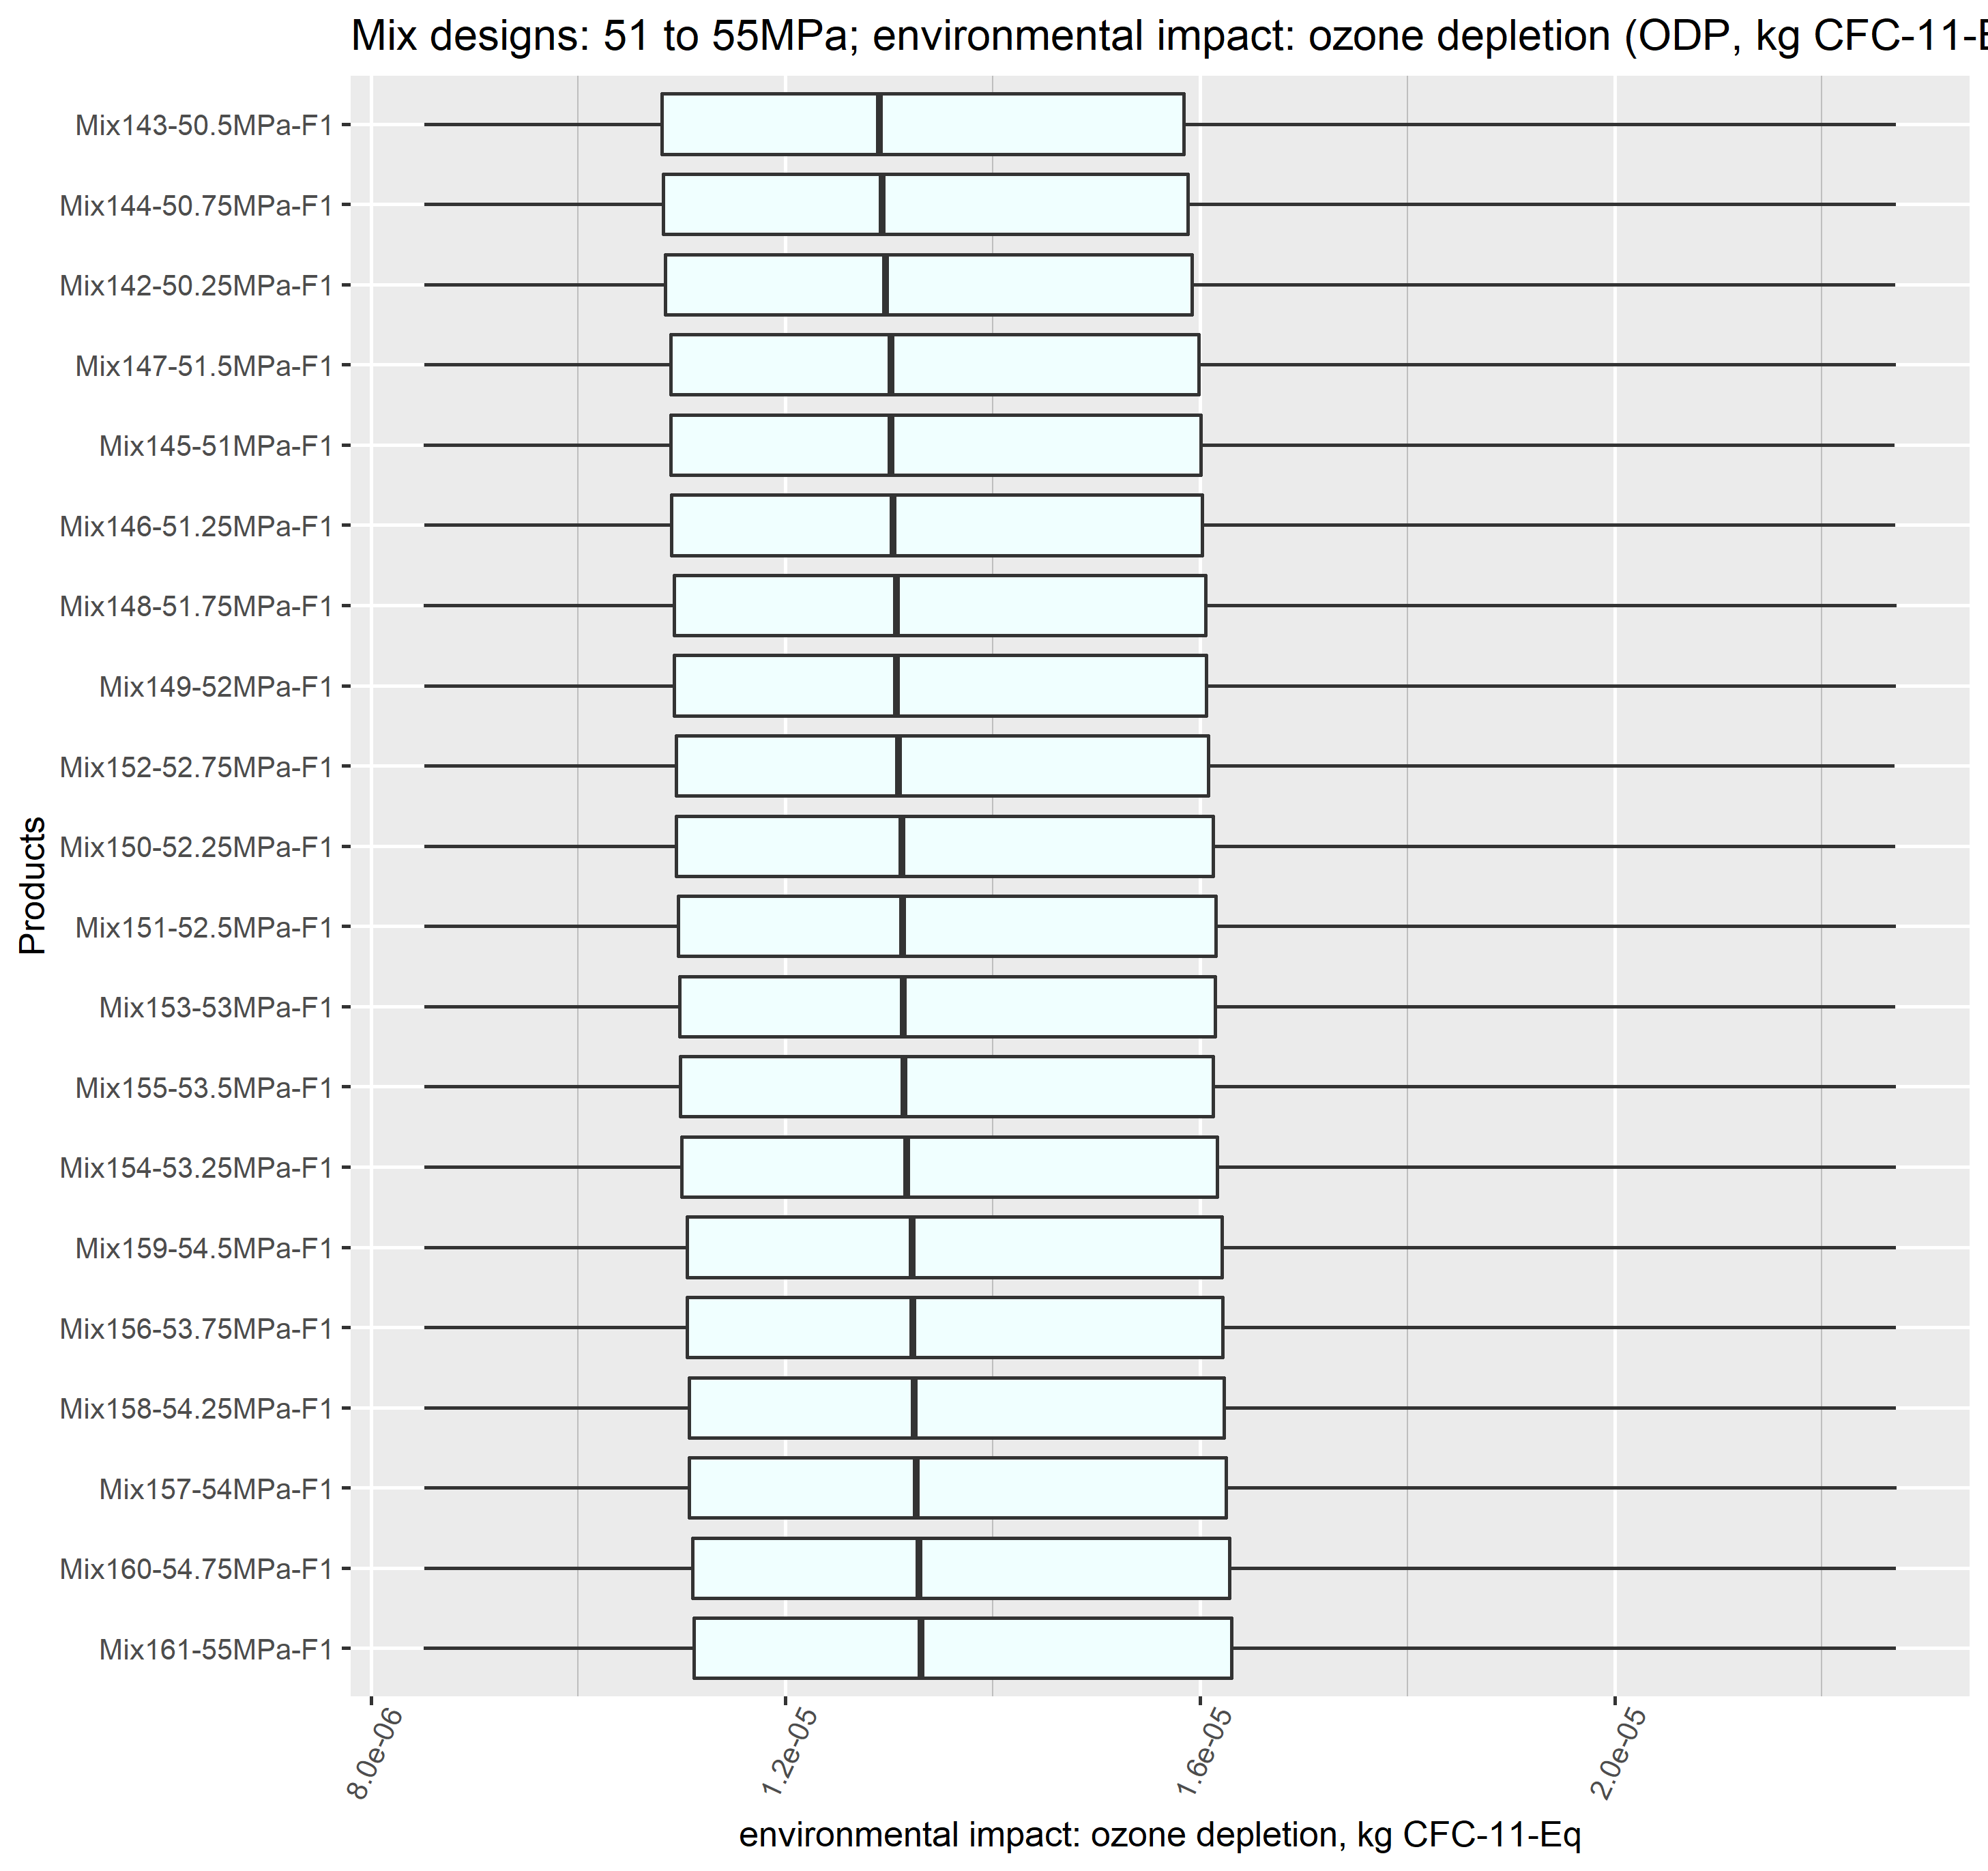 Mix designs: 51 to 55MPa; environmental impact: ozone depletion (ODP, kg CFC-11-E
Products
Mix143-50.5MPa-F1
Mix144-50.75MPa-F1
Mix142-50.25MPa-F1
Mix147-51.5MPa-F1
Mix145-51MPa-F1
Mix146-51.25MPa-F1
Mix148-51.75MPa-F1
Mix149-52MPa-F1
Mix152-52.75MPa-F1
Mix150-52.25MPa-F1
Mix151-52.5MPa-F1
Mix153-53MPa-F1
Mix155-53.5MPa-F1
Mix154-53.25MPa-F1
Mix159-54.5MPa-F1
Mix156-53.75MPa-F1
Mix158-54.25MPa-F1
Mix157-54MPa-F1
Mix160-54.75MPa-F1
Mix161-55MPa-F1
8.0e-06
1.2e-05
1.6e-05
2.0e-05
environmental impact: ozone depletion, kg CFC-11-Eq